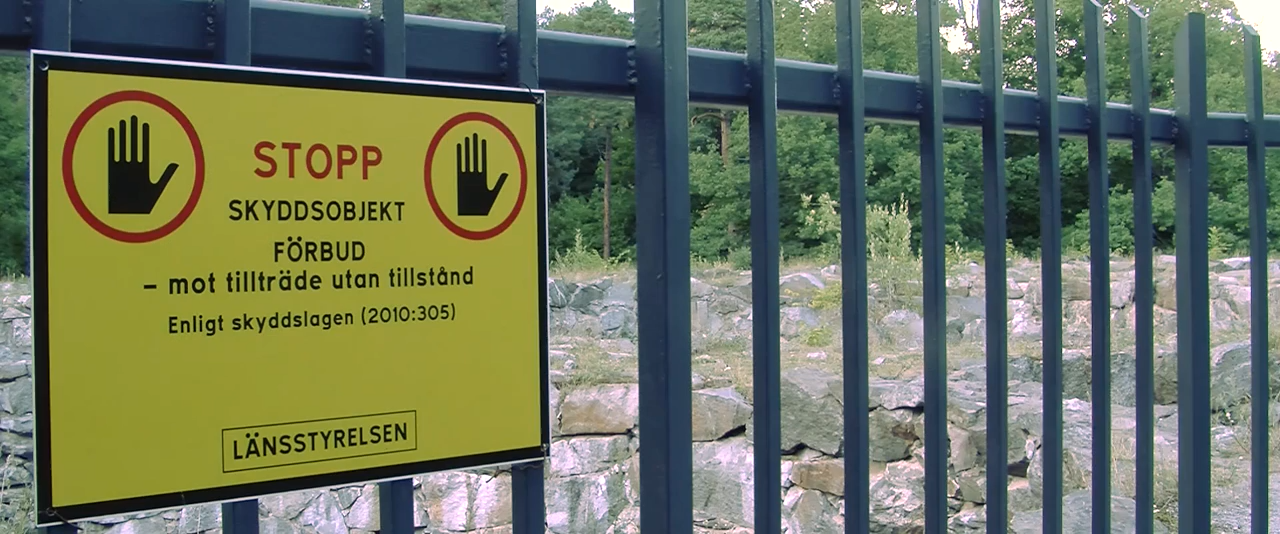 STOPP
SKYDDSOBJEKT
FÖRBUD
– mot tillträde utan tillstånd
Enligt skyddslagen (2010:305)
LÄNSSTYRELSEN